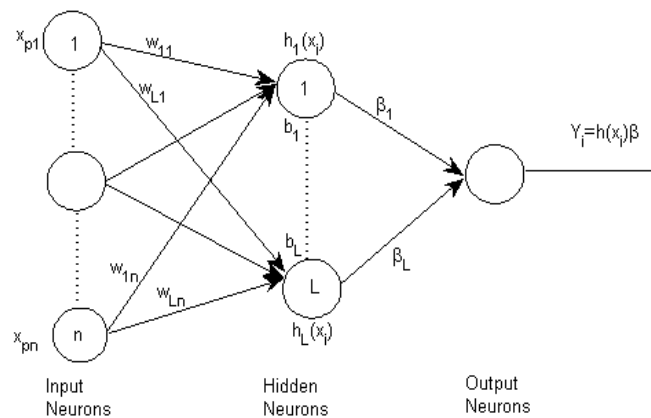 x_p1
1
w_11
w_L1
h_1(x_i)
1
b_1
β_1
Y_i=h(x_i)β
w_1n
w_Ln
b_L
L
h_L(x_i)
β_L
x_pn
n
Input
Neurons
Hidden
Neurons
Output
Neurons